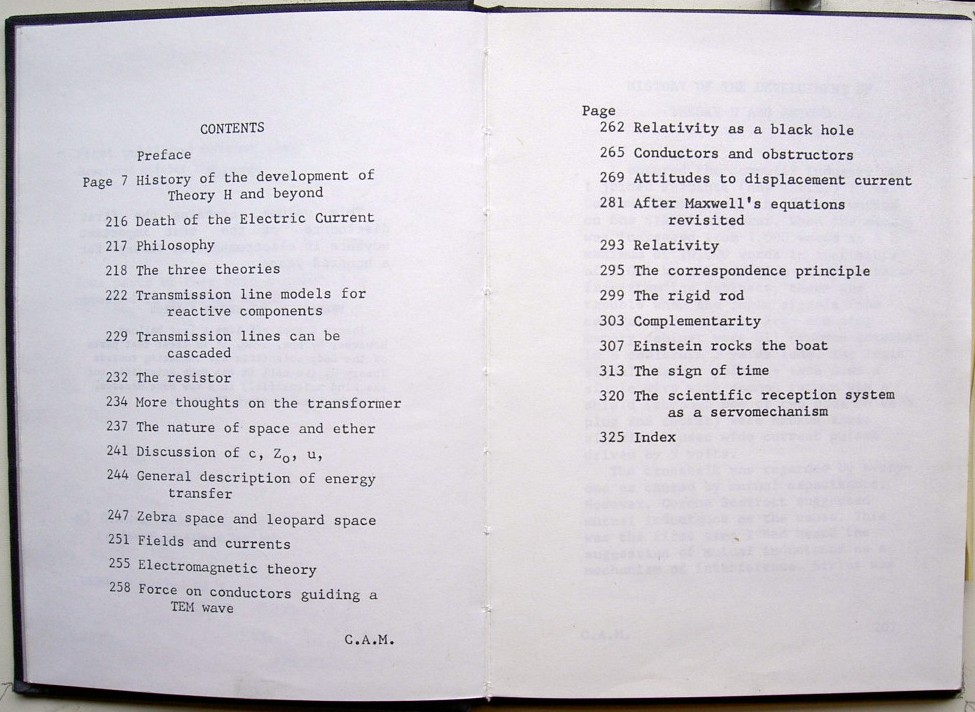 CONTENTS
Preface
Page 7 History of the development of
Theory H and beyond
216 Death of the Electric Current
217 Philosophy
218 The three theories
222 Transmission line models for
reactive components
229 Transmission lines can be
cascaded
232 The resistor
234 More thoughts on the transformer
237 The nature of space and ether
241 Discussion of c, Zo, u,
244 General description of energy
transfer
247 Zebra space and leopard space
251 Fields and currents
255 Electromagnetic theory
258 Force on conductors guiding a
TEM wave
C.A.M.
Page
262 Relativity as a black hole
265 Conductors and obstructors
269 Attitudes to displacement current
281 After Maxwell's equations
revisited
293 Relativity
295 The correspondence principle
299 The rigid rod
303 Complementarity
307 Einstein rocks the boat
313 The sign of time
320 The scientific reception system
as a servomechanism
325 Index